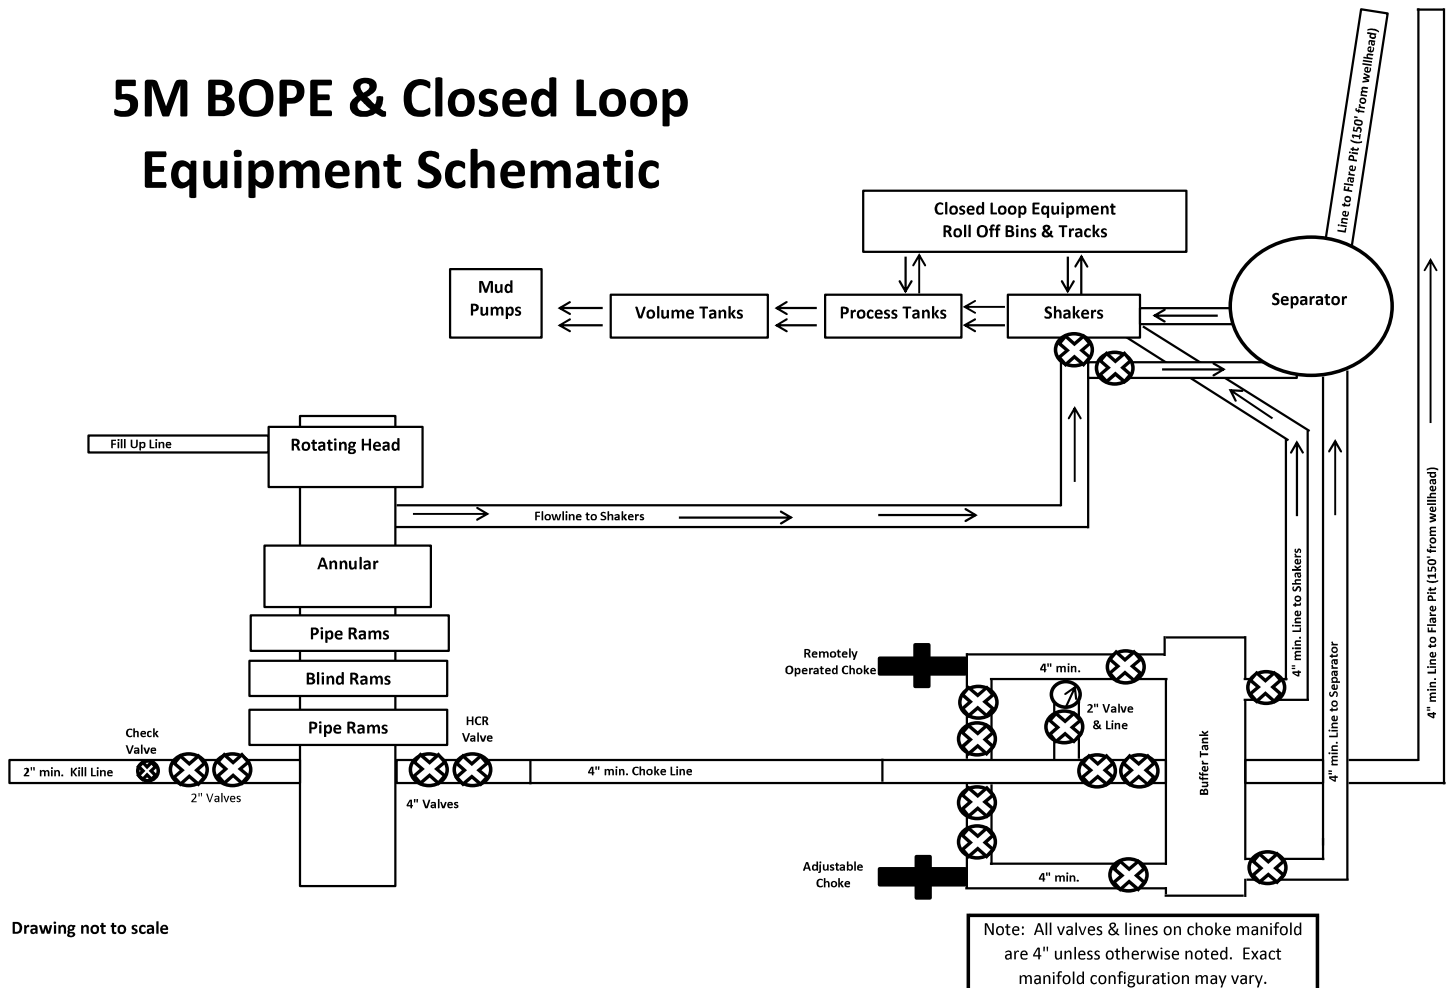 5M BOPE & Closed Loop
Equipment Schematic
Line to Flare Pit (150' from wellhead)
Closed Loop Equipment
Roll Off Bins & Tracks
Mud
Pumps
Volume Tanks
Process Tanks
Shakers
Separator
Fill Up Line
Rotating Head
Flowline to Shakers
Annular
Pipe Rams
Blind Rams
Pipe Rams
Check
Valve
HCR
Valve
2" min.  Kill Line
2" Valves
4" Valves
4" min. Choke Line
Remotely
Operated Choke
4" min.
2" Valve
& Line
Buffer Tank
4" min. Line to Shakers
4" min. Line to Separator
4" min. Line to Flare Pit (150' from wellhead)
Adjustable
Choke
4" min.
Drawing not to scale
Note:  All valves & lines on choke manifold
are 4" unless otherwise noted.  Exact
manifold configuration may vary.